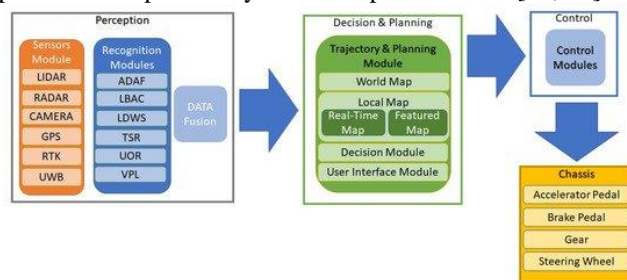 Perception
Sensors
Module
LIDAR
RADAR
CAMERA
GPS
RTK
UWB
Recognition
Modules
ADAF
LBAC
LDWS
TSR
UOR
VPL
DATA
Fusion
Decision & Planning
Trajectory & Planning
Module
World Map
Local Map
Real-Time
Map
Featured
Map
Decision Module
User Interface Module
Control
Control
Modules
Chassis
Accelerator Pedal
Brake Pedal
Gear
Steering Wheel